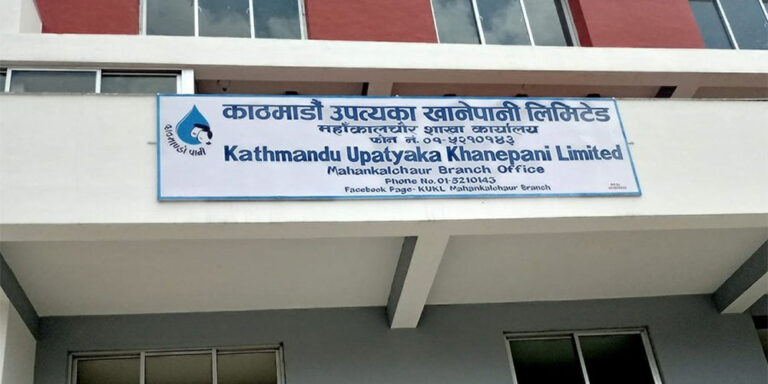 काठमाडौं उपत्यका खानेपानी लिमिटेड
महाँकालचौर शाखा कार्यालय
फोन नं. ०१-५२१०१४३
Kathmandu Upatyaka Khanepani Limited
Mahankalchaur Branch Office
Phone No. 01-5210143
Facebook Page- KUKL Mahankalchaur Branch
काठमाण्डौ पानी